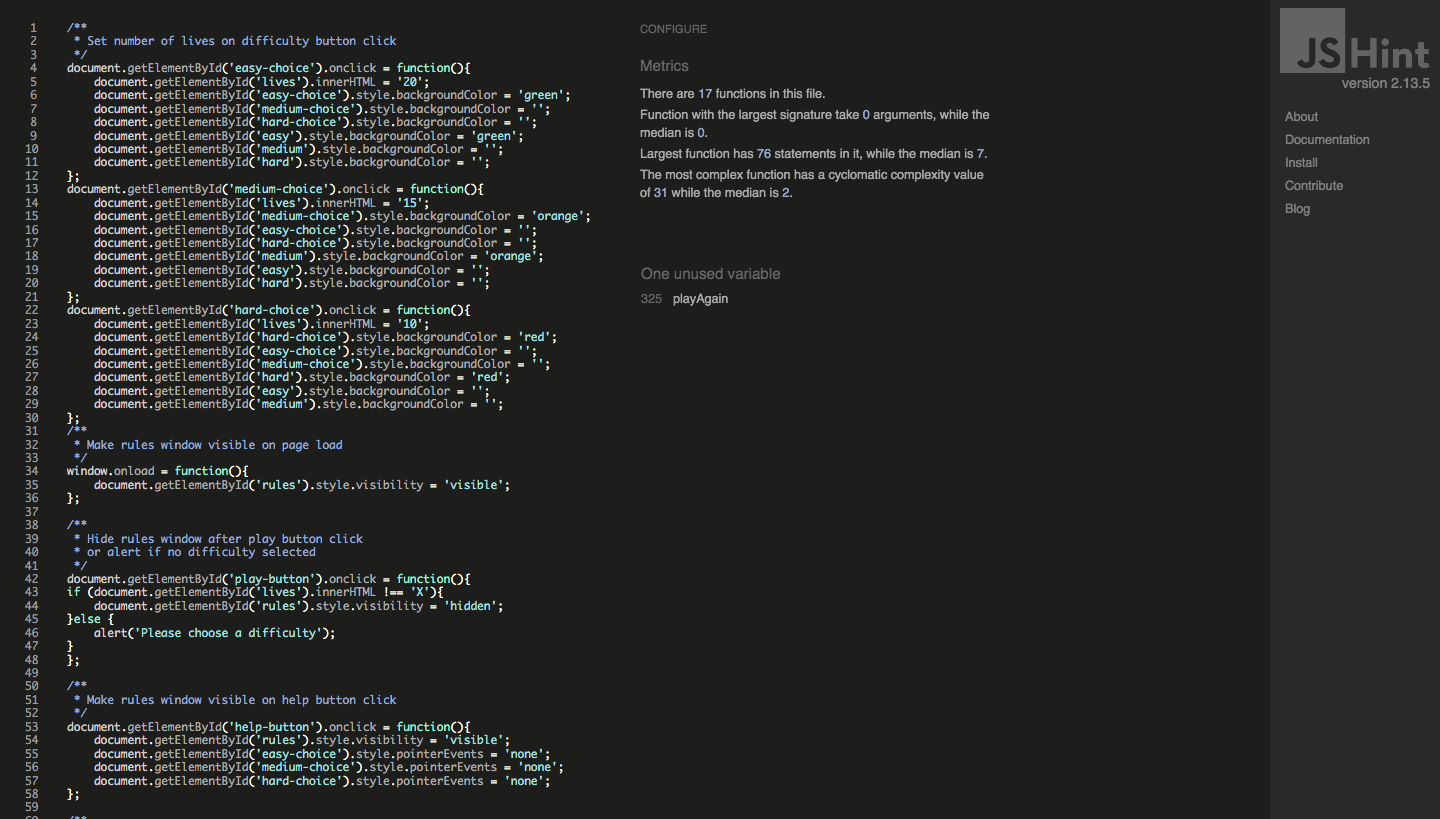 1 /**
2 * Set number of lives on difficulty button click
3 */
4 document.getElementById('easy-choice').onclick = function(){
5 document.getElementById('lives').innerHTML = '20';
6 document.getElementById('easy-choice').style.backgroundColor = 'green';
7 document.getElementById('medium-choice').style.backgroundColor = '';
8 document.getElementById('hard-choice').style.backgroundColor = '';
9 document.getElementById('easy').style.backgroundColor = 'green';
10 document.getElementById('medium').style.backgroundColor = '';
11 document.getElementById('hard').style.backgroundColor = '';
12 };
13 document.getElementById('medium-choice').onclick = function(){
14 document.getElementById('lives').innerHTML = '15';
15 document.getElementById('medium-choice').style.backgroundColor = 'orange';
16 document.getElementById('easy-choice').style.backgroundColor = '';
17 document.getElementById('hard-choice').style.backgroundColor = '';
18 document.getElementById('medium').style.backgroundColor = 'orange';
19 document.getElementById('easy').style.backgroundColor = '';
20 document.getElementById('hard').style.backgroundColor = '';
21 };
22 document.getElementById('hard-choice').onclick = function(){
23 document.getElementById('lives').innerHTML = '10';
24 document.getElementById('hard-choice').style.backgroundColor = 'red';
25 document.getElementById('easy-choice').style.backgroundColor = '';
26 document.getElementById('medium-choice').style.backgroundColor = '';
27 document.getElementById('hard').style.backgroundColor = 'red';
28 document.getElementById('easy').style.backgroundColor = '';
29 document.getElementById('medium').style.backgroundColor = '';
30 };
31 /**
32 * Make rules window visible on page load
33 */
34 window.onload = function(){
35 document.getElementById('rules').style.visibility = 'visible';
36 };
37
38 /**
39 * Hide rules window after play button click
40 * or alert if no difficulty selected
41 */
42 document.getElementById('play-button').onclick = function(){
43 if (document.getElementById('lives').innerHTML !== 'X'){
44 document.getElementById('rules').style.visibility = 'hidden';
45 }else {
46 alert('Please choose a difficulty');
47 }
48 };
49
50 /**
51 * Make rules window visible on help button click
52 */
53 document.getElementById('help-button').onclick = function(){
54 document.getElementById('rules').style.visibility = 'visible';
55 document.getElementById('easy-choice').style.pointerEvents = 'none';
56 document.getElementById('medium-choice').style.pointerEvents = 'none';
57 document.getElementById('hard-choice').style.pointerEvents = 'none';
58 };
59
CONFIGURE
Metrics
There are 17 functions in this file.
Function with the largest signature take 0 arguments, while the
median is 0.
Largest function has 76 statements in it, while the median is 7.
The most complex function has a cyclomatic complexity value
of 31 while the median is 2.
One unused variable
325 playAgain
JSHint
version 2.13.5
About
Documentation
Install
Contribute
Blog